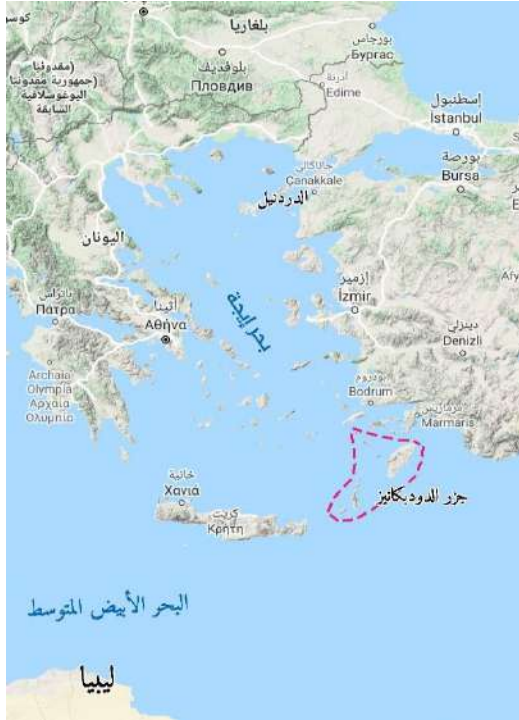 كوسو
بلغاريا
بورجاس
Бургас
(مقدونيا
(جمهورية مقدونيا
اليوغوسلافية
السابقة
بلوفديف
Пловдив
أدرنة
Edirne
إسطنبول
İstanbul
بورصة
Bursa
جاناكالي
Çanakkale
الدردنيل
اليونان
باتراس
Πάτρα
أثينا
Αθήνα
بحر إيجة
إزمير
İzmir
Afy
دينزلي
Denizli
Archaia
Olympia
Αρχαία
Ολυμπία
بودروم
Bodrum
مرماريس
Marmaris
خانية
Χανιά
كريت
Κρήτη
جزر الدوديكانيز
البحر الأبيض المتوسط
ليبيا